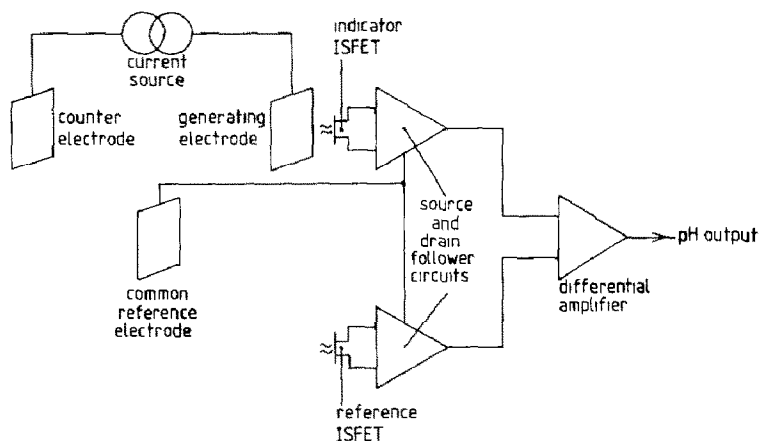 indicator
ISFET
current
source
counter
electrode
generating
electrode
source
and
drain
follower
circuits
pH output
differential
amplifier
common
reference
electrode
reference
ISFET